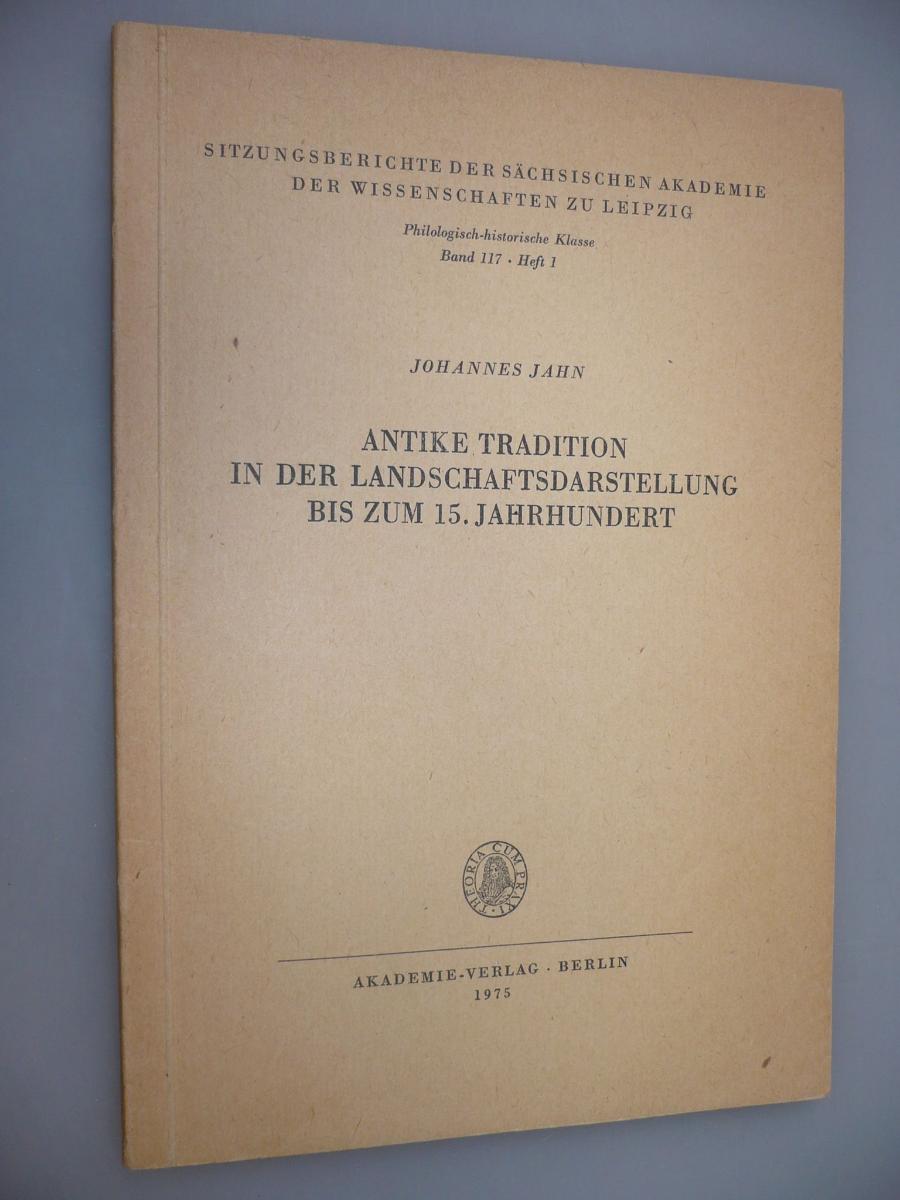 SITZUNGSBERICHTE DER SÄCHSISCHEN AKADEMIE
DER WISSENSCHAFTEN ZU LEIPZIG
Philologisch-historische Klasse
Band 117 · Heft 1
JOHANNES JAHN
ANTIKE TRADITION
IN DER LANDSCHAFTSDARSTELLUNG
BIS ZUM 15. JAHRHUNDERT
THEORIA CUM PRAXI
AKADEMIE-VERLAG · BERLIN
1975